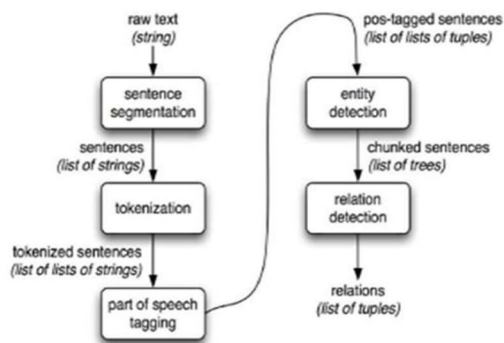 raw text
(string)
sentence
segmentation
sentences
(list of strings)
tokenization
tokenized sentences
(list of lists of strings)
part of speech
tagging
pos-tagged sentences
(list of lists of tuples)
entity
detection
chunked sentences
(list of trees)
relation
detection
relations
(list of tuples)